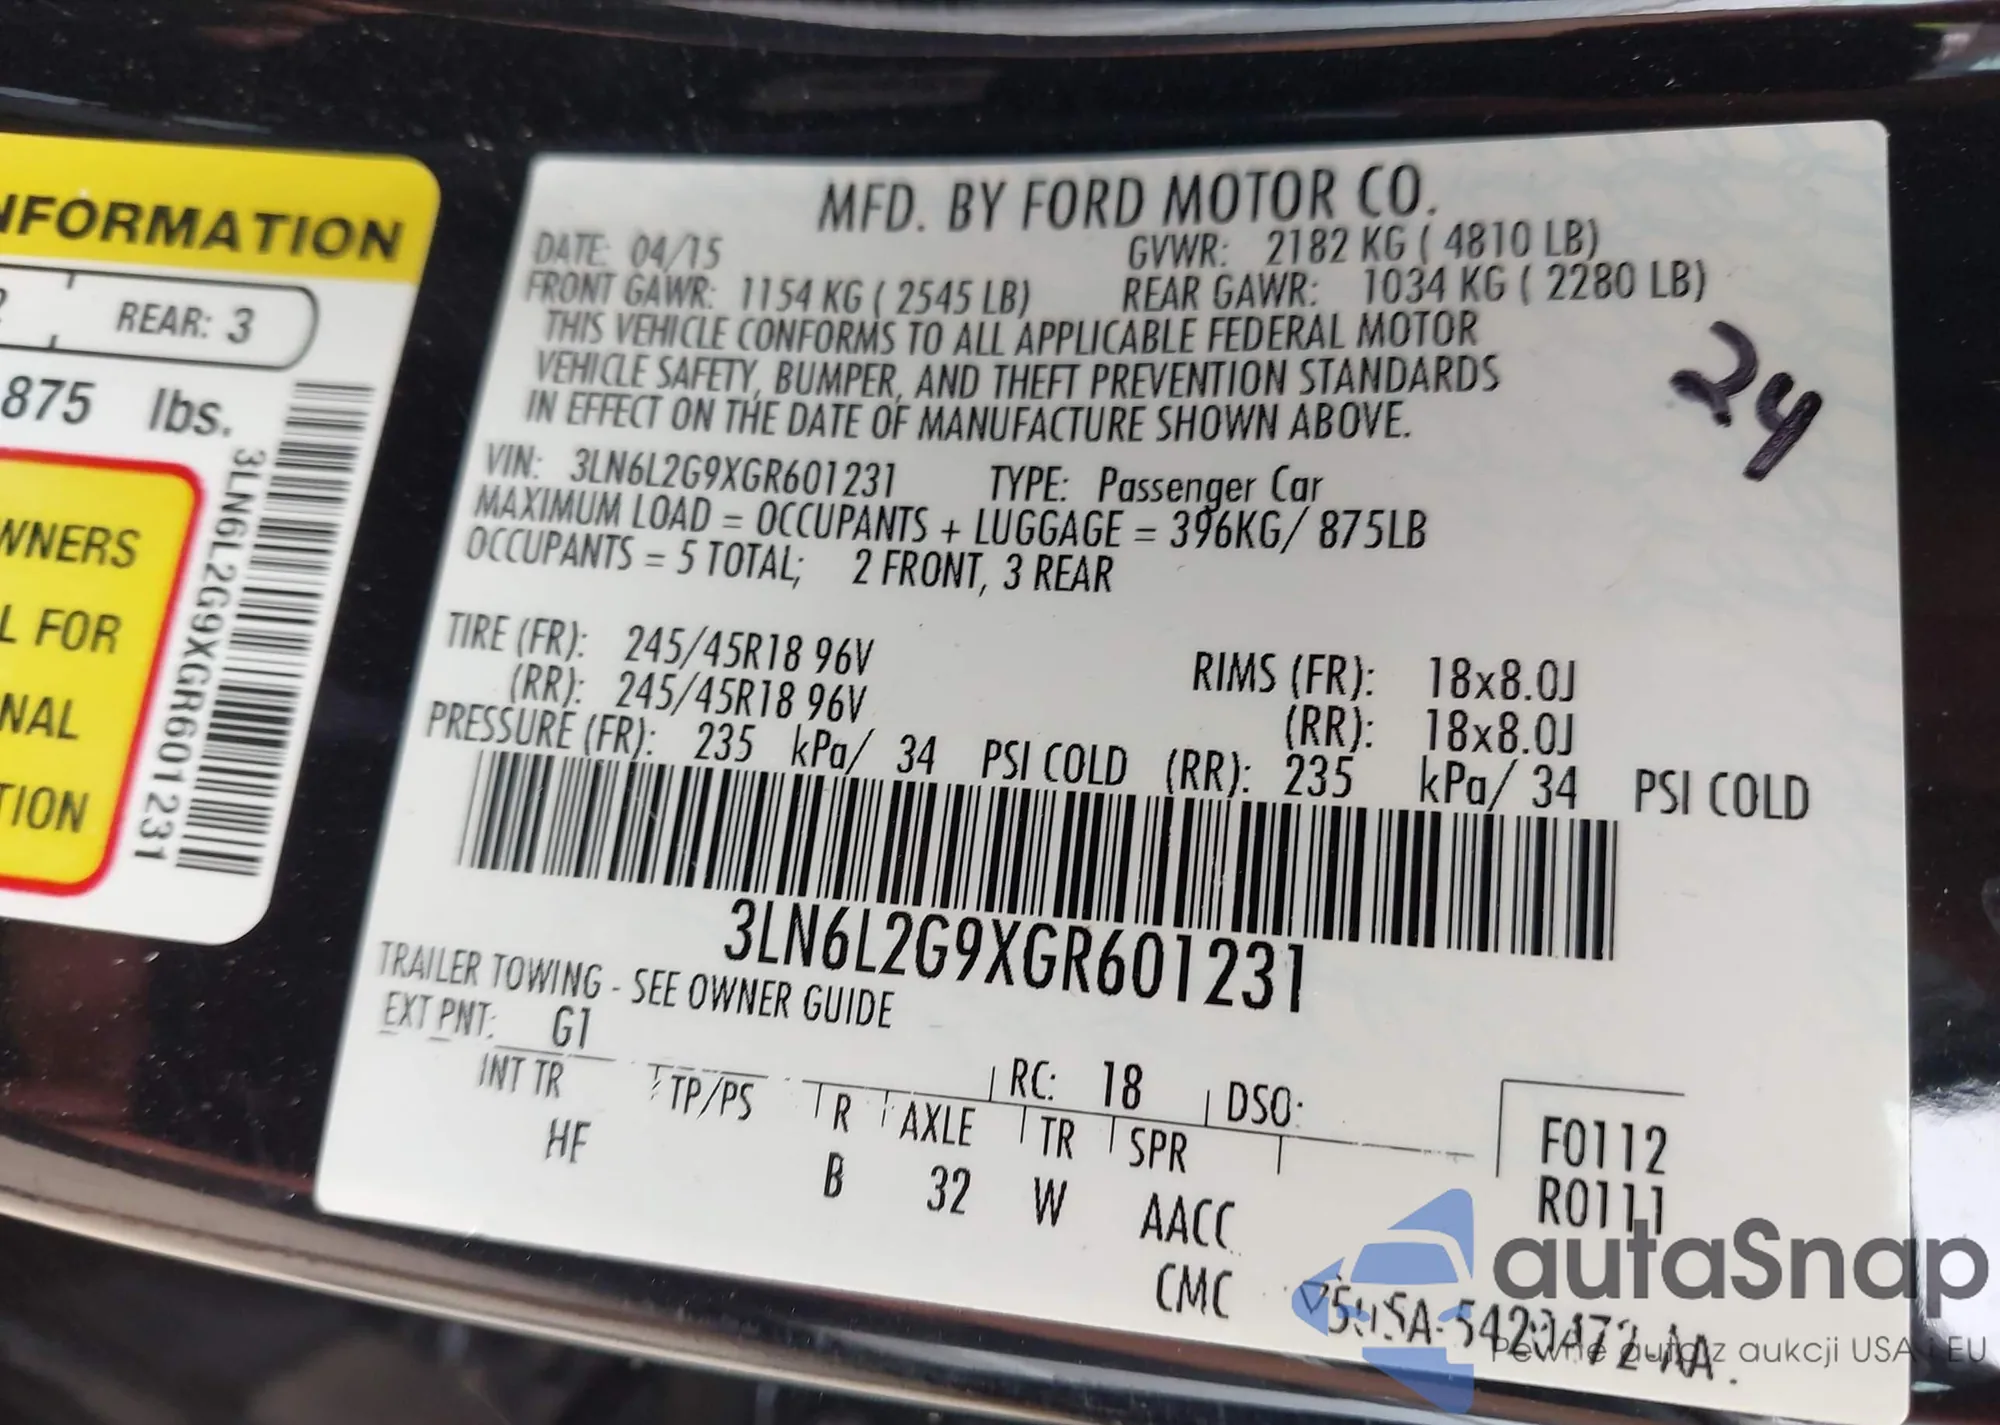 INFORMATION
REAR: 3
875 lbs.
OWNERS
L FOR
NAL
TION
3LN6L2G9XGR601231
MFD. BY FORD MOTOR CO.
DATE: 04/15 GVWR: 2182 KG ( 4810 LB)
FRONT GAWR: 1154 KG ( 2545 LB) REAR GAWR: 1034 KG ( 2280 LB)
THIS VEHICLE CONFORMS TO ALL APPLICABLE FEDERAL MOTOR
VEHICLE SAFETY, BUMPER, AND THEFT PREVENTION STANDARDS
IN EFFECT ON THE DATE OF MANUFACTURE SHOWN ABOVE.
24
VIN: 3LN6L2G9XGR601231 TYPE: Passenger Car
MAXIMUM LOAD = OCCUPANTS + LUGGAGE = 396KG/ 875LB
OCCUPANTS = 5 TOTAL; 2 FRONT, 3 REAR
TIRE (FR): 245/45R18 96V RIMS (FR): 18x8.0J
(RR): 245/45R18 96V (RR): 18x8.0J
PRESSURE (FR): 235 kPa/ 34 PSI COLD (RR): 235 kPa/ 34 PSI COLD
3LN6L2G9XGR601231
TRAILER TOWING - SEE OWNER GUIDE
EXT PNT: G1 RC: 18 DSO:
INT TR TP/PS R AXLE TR SPR
HF B 32 W AACC
CMC
F0112
R0111
autaSnap
Pewne auta z aukcji USA i EU